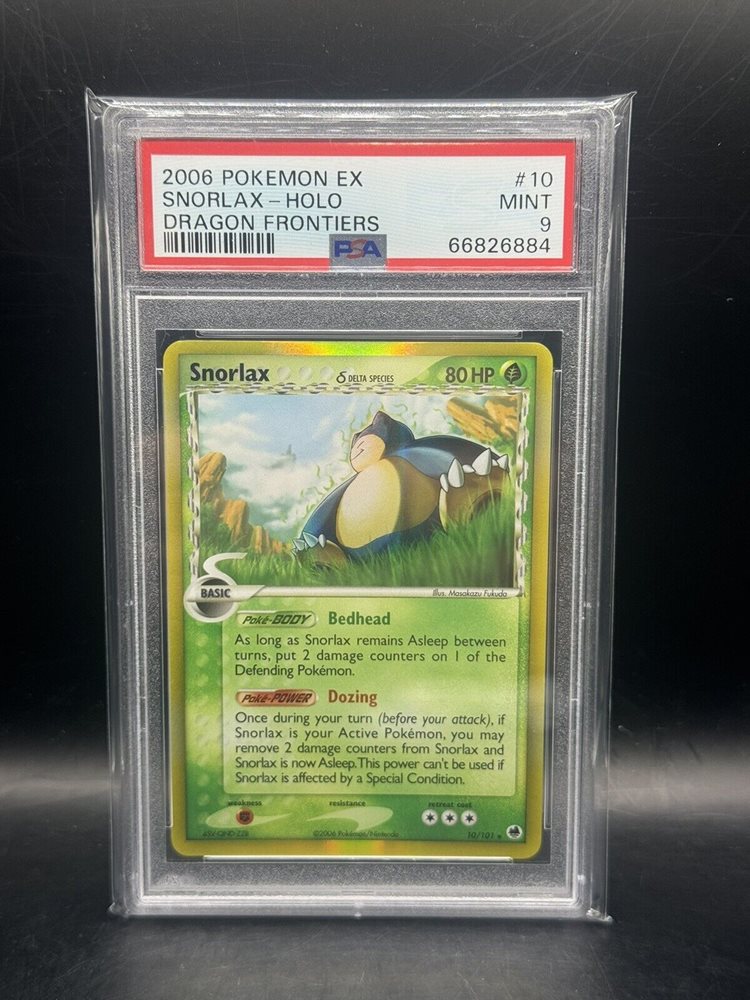 2006 POKEMON EX #10
SNORLAX - HOLO MINT
DRAGON FRONTIERS 9
PSA 66826884
Snorlax δ DELTA SPECIES 80 HP
BASIC
Illus. Masakazu Fukuda
Poké-BODY Bedhead
As long as Snorlax remains Asleep between
turns, put 2 damage counters on 1 of the
Defending Pokémon.
Poké-POWER Dozing
Once during your turn (before your attack), if
Snorlax is your Active Pokémon, you may
remove 2 damage counters from Snorlax and
Snorlax is now Asleep. This power can't be used if
Snorlax is affected by a Special Condition.
weakness resistance retreat cost
©2006 Pokémon/Nintendo 10/101 ★